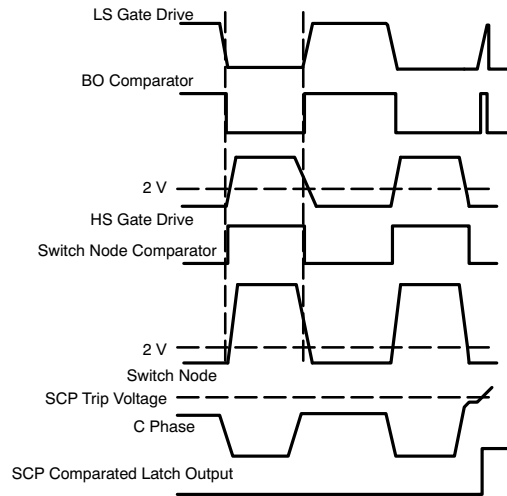 LS Gate Drive
BO Comparator
2 V
HS Gate Drive
Switch Node Comparator
2 V
Switch Node
SCP Trip Voltage
C Phase
SCP Comparated Latch Output